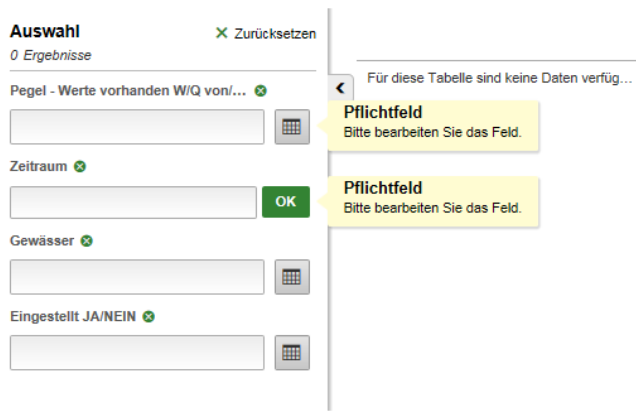 Auswahl
Zurücksetzen
0 Ergebnisse
Pegel - Werte vorhanden W/Q von/...
Zeitraum
OK
Gewässer
Eingestellt JA/NEIN
Für diese Tabelle sind keine Daten verfüg...
Pflichtfeld
Bitte bearbeiten Sie das Feld.
Pflichtfeld
Bitte bearbeiten Sie das Feld.